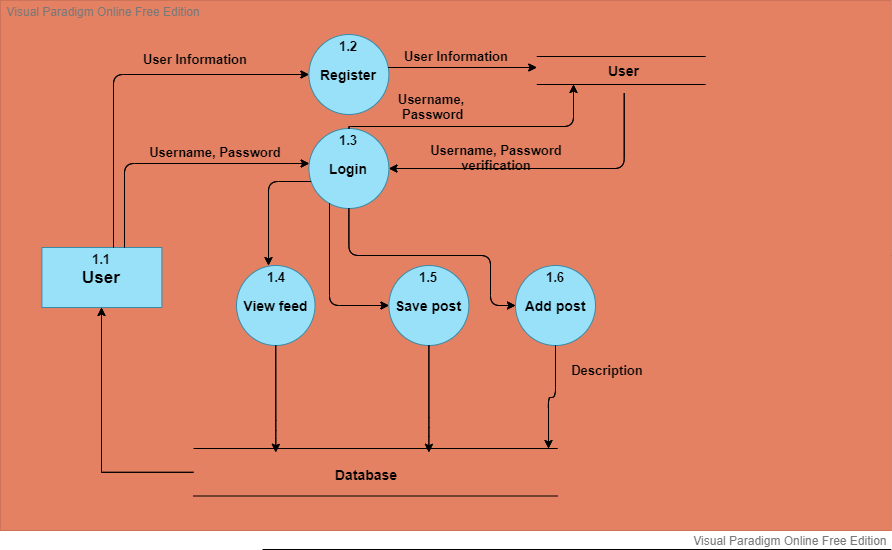 Visual Paradigm Online Free Edition
1.2
Register
User Information
User Information
User
Username,
Password
1.3
Login
Username, Password
Username, Password
verification
1.1
User
1.4
View feed
1.5
Save post
1.6
Add post
Description
Database
Visual Paradigm Online Free Edition